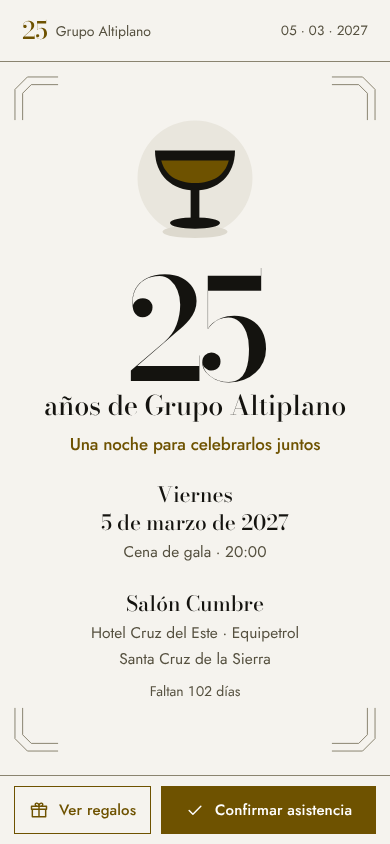 25 Grupo Altiplano
05 · 03 · 2027
25
años de Grupo Altiplano
Una noche para celebrarlos juntos
Viernes
5 de marzo de 2027
Cena de gala · 20:00
Salón Cumbre
Hotel Cruz del Este · Equipetrol
Santa Cruz de la Sierra
Faltan 102 días
Ver regalos
Confirmar asistencia